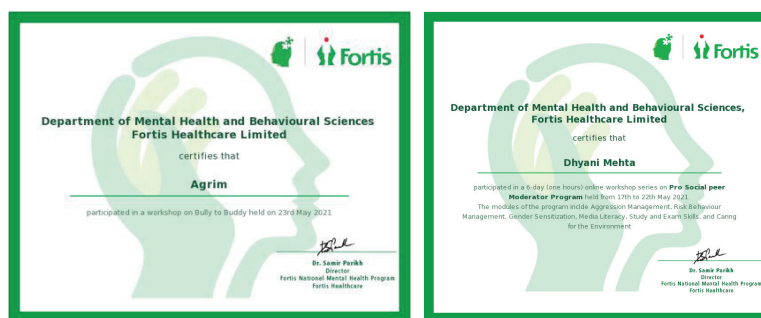 Fortis
Department of Mental Health and Behavioural Sciences
Fortis Healthcare Limited
certifies that
Agrim
participated in a workshop on Bully to Buddy held on 23rd May 2021
Dr. Samir Parikh
Director
Fortis National Mental Health Program
Fortis Healthcare
Fortis
Department of Mental Health and Behavioural Sciences,
Fortis Healthcare Limited
certifies that
Dhyani Mehta
participated in a 6-day (one hours) online workshop series on Pro Social peer
Moderator Program held from 17th to 22th May 2021
The modules of the program inclde Aggression Management, Risk Behaviour
Management, Gender Sensitization, Media Literacy, Study and Exam Skills, and Caring
for the Environment
Dr. Samir Parikh
Director
Fortis National Mental Health Program
Fortis Healthcare